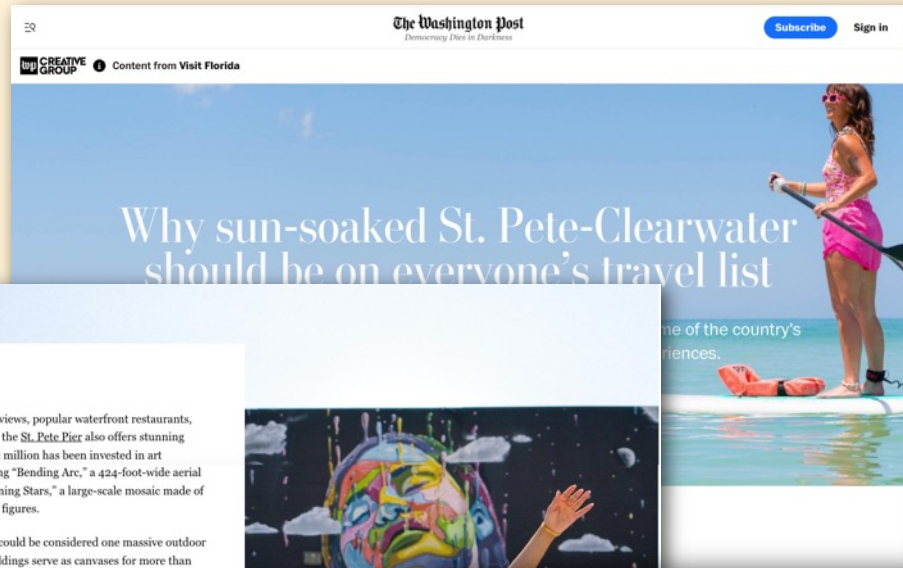 The Washington Post
Democracy Dies in Darkness
Subscribe
Sign in
wp CREATIVE GROUP
Content from Visit Florida
Why sun-soaked St. Pete-Clearwater
should be on everyone's travel list
me of the country's
riences.
views, popular waterfront restaurants,
the St. Pete Pier also offers stunning
million has been invested in art
ng “Bending Arc,” a 424-foot-wide aerial
ning Stars,” a large-scale mosaic made of
figures.
could be considered one massive outdoor
ldings serve as canvases for more than